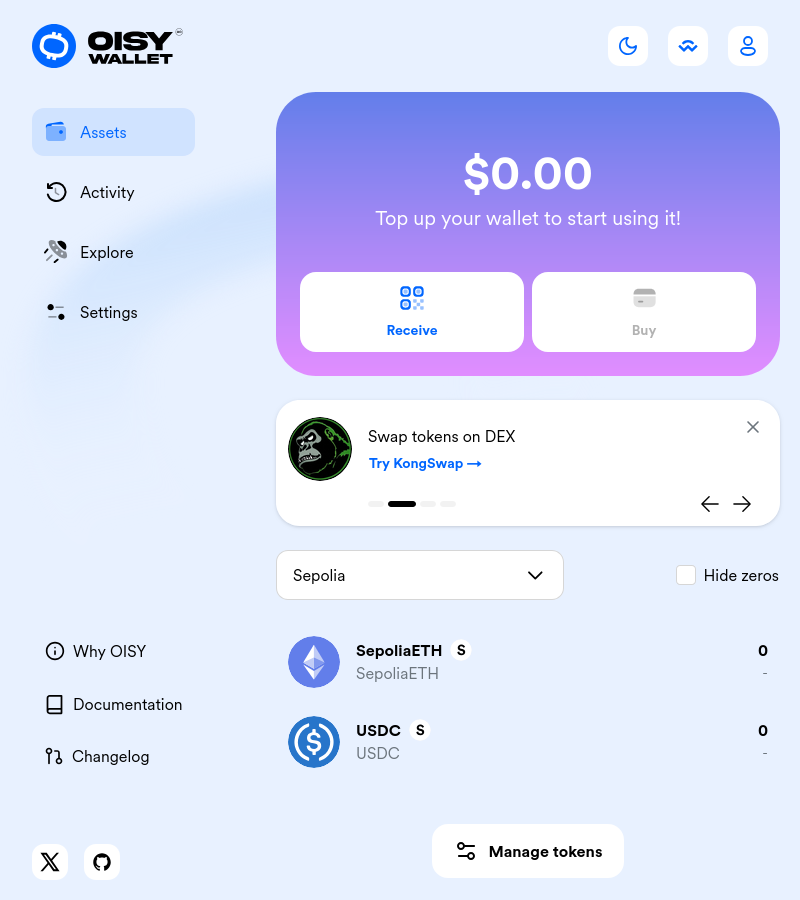 OISY
WALLET
Assets
Activity
Explore
Settings
$0.00
Top up your wallet to start using it!
Receive
Buy
Swap tokens on DEX
Try KongSwap →
Sepolia
Hide zeros
SepoliaETH S
SepoliaETH
0
-
USDC S
USDC
0
-
Why OISY
Documentation
Changelog
Manage tokens